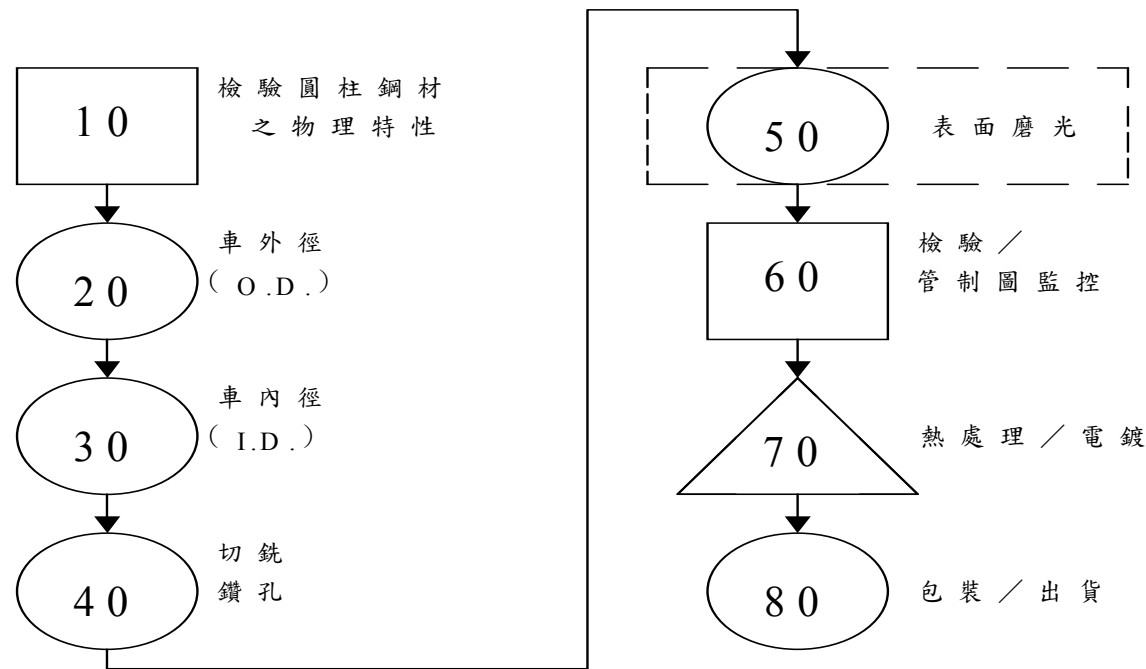 10
檢驗圓柱鋼材
之物理特性
20
車外徑
( O.D. )
30
車內徑
( I.D. )
40
切銑
鑽孔
50
表面磨光
60
檢驗／
管制圖監控
70
熱處理／電鍍
80
包裝／出貨